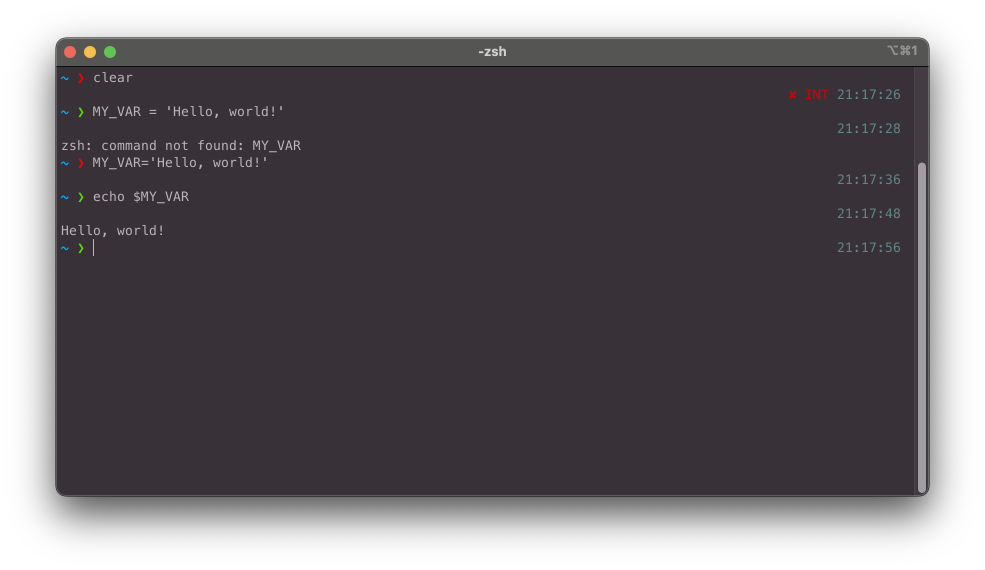 -zsh
⌥⌘1
~ ❯ clear
✘ INT 21:17:26
~ ❯ MY_VAR = 'Hello, world!'
21:17:28
zsh: command not found: MY_VAR
~ ❯ MY_VAR='Hello, world!'
21:17:36
~ ❯ echo $MY_VAR
21:17:48
Hello, world!
~ ❯ 21:17:56